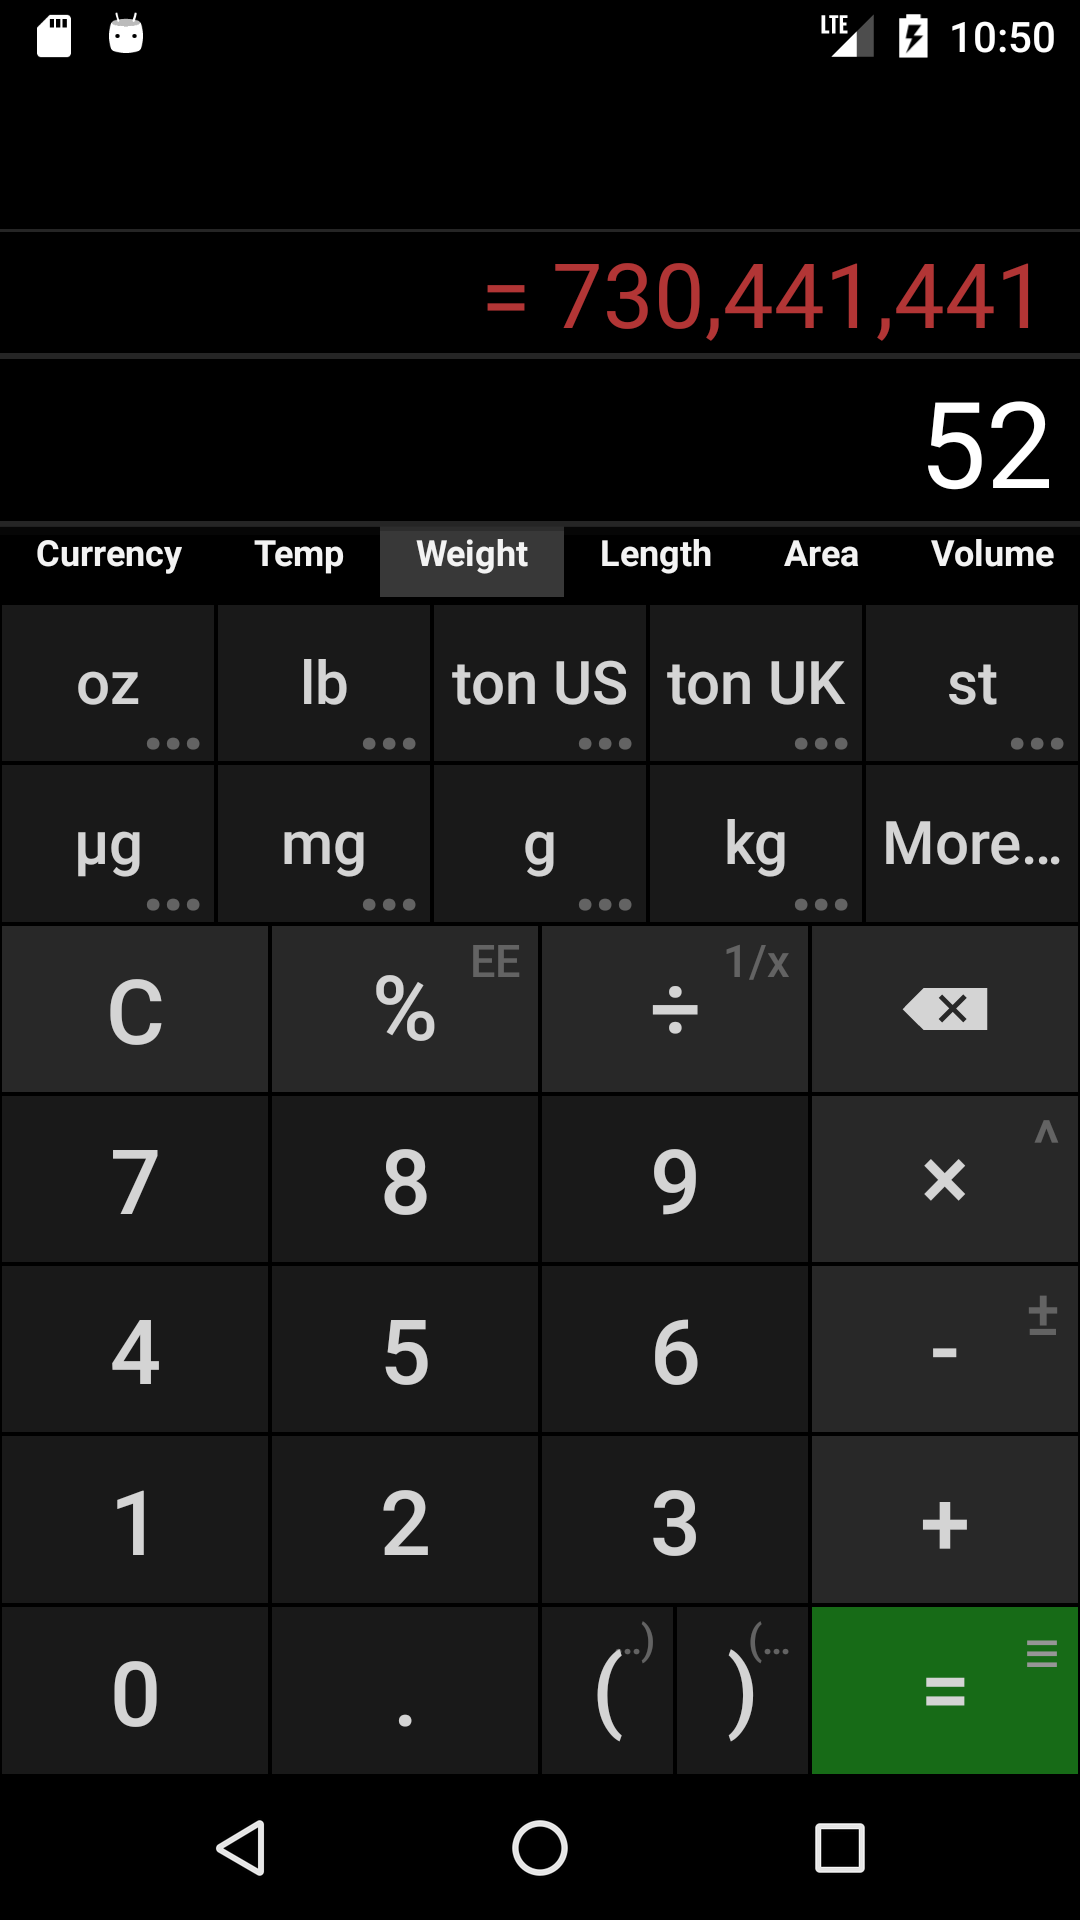 LTE 10:50
= 730,441,441
52
Currency Temp Weight Length Area Volume
oz lb ton US ton UK st
µg mg g kg More...
C % EE ÷ 1/x
7 8 9 × ^
4 5 6 - ±
1 2 3 +
0 . ( ..) ) (... =